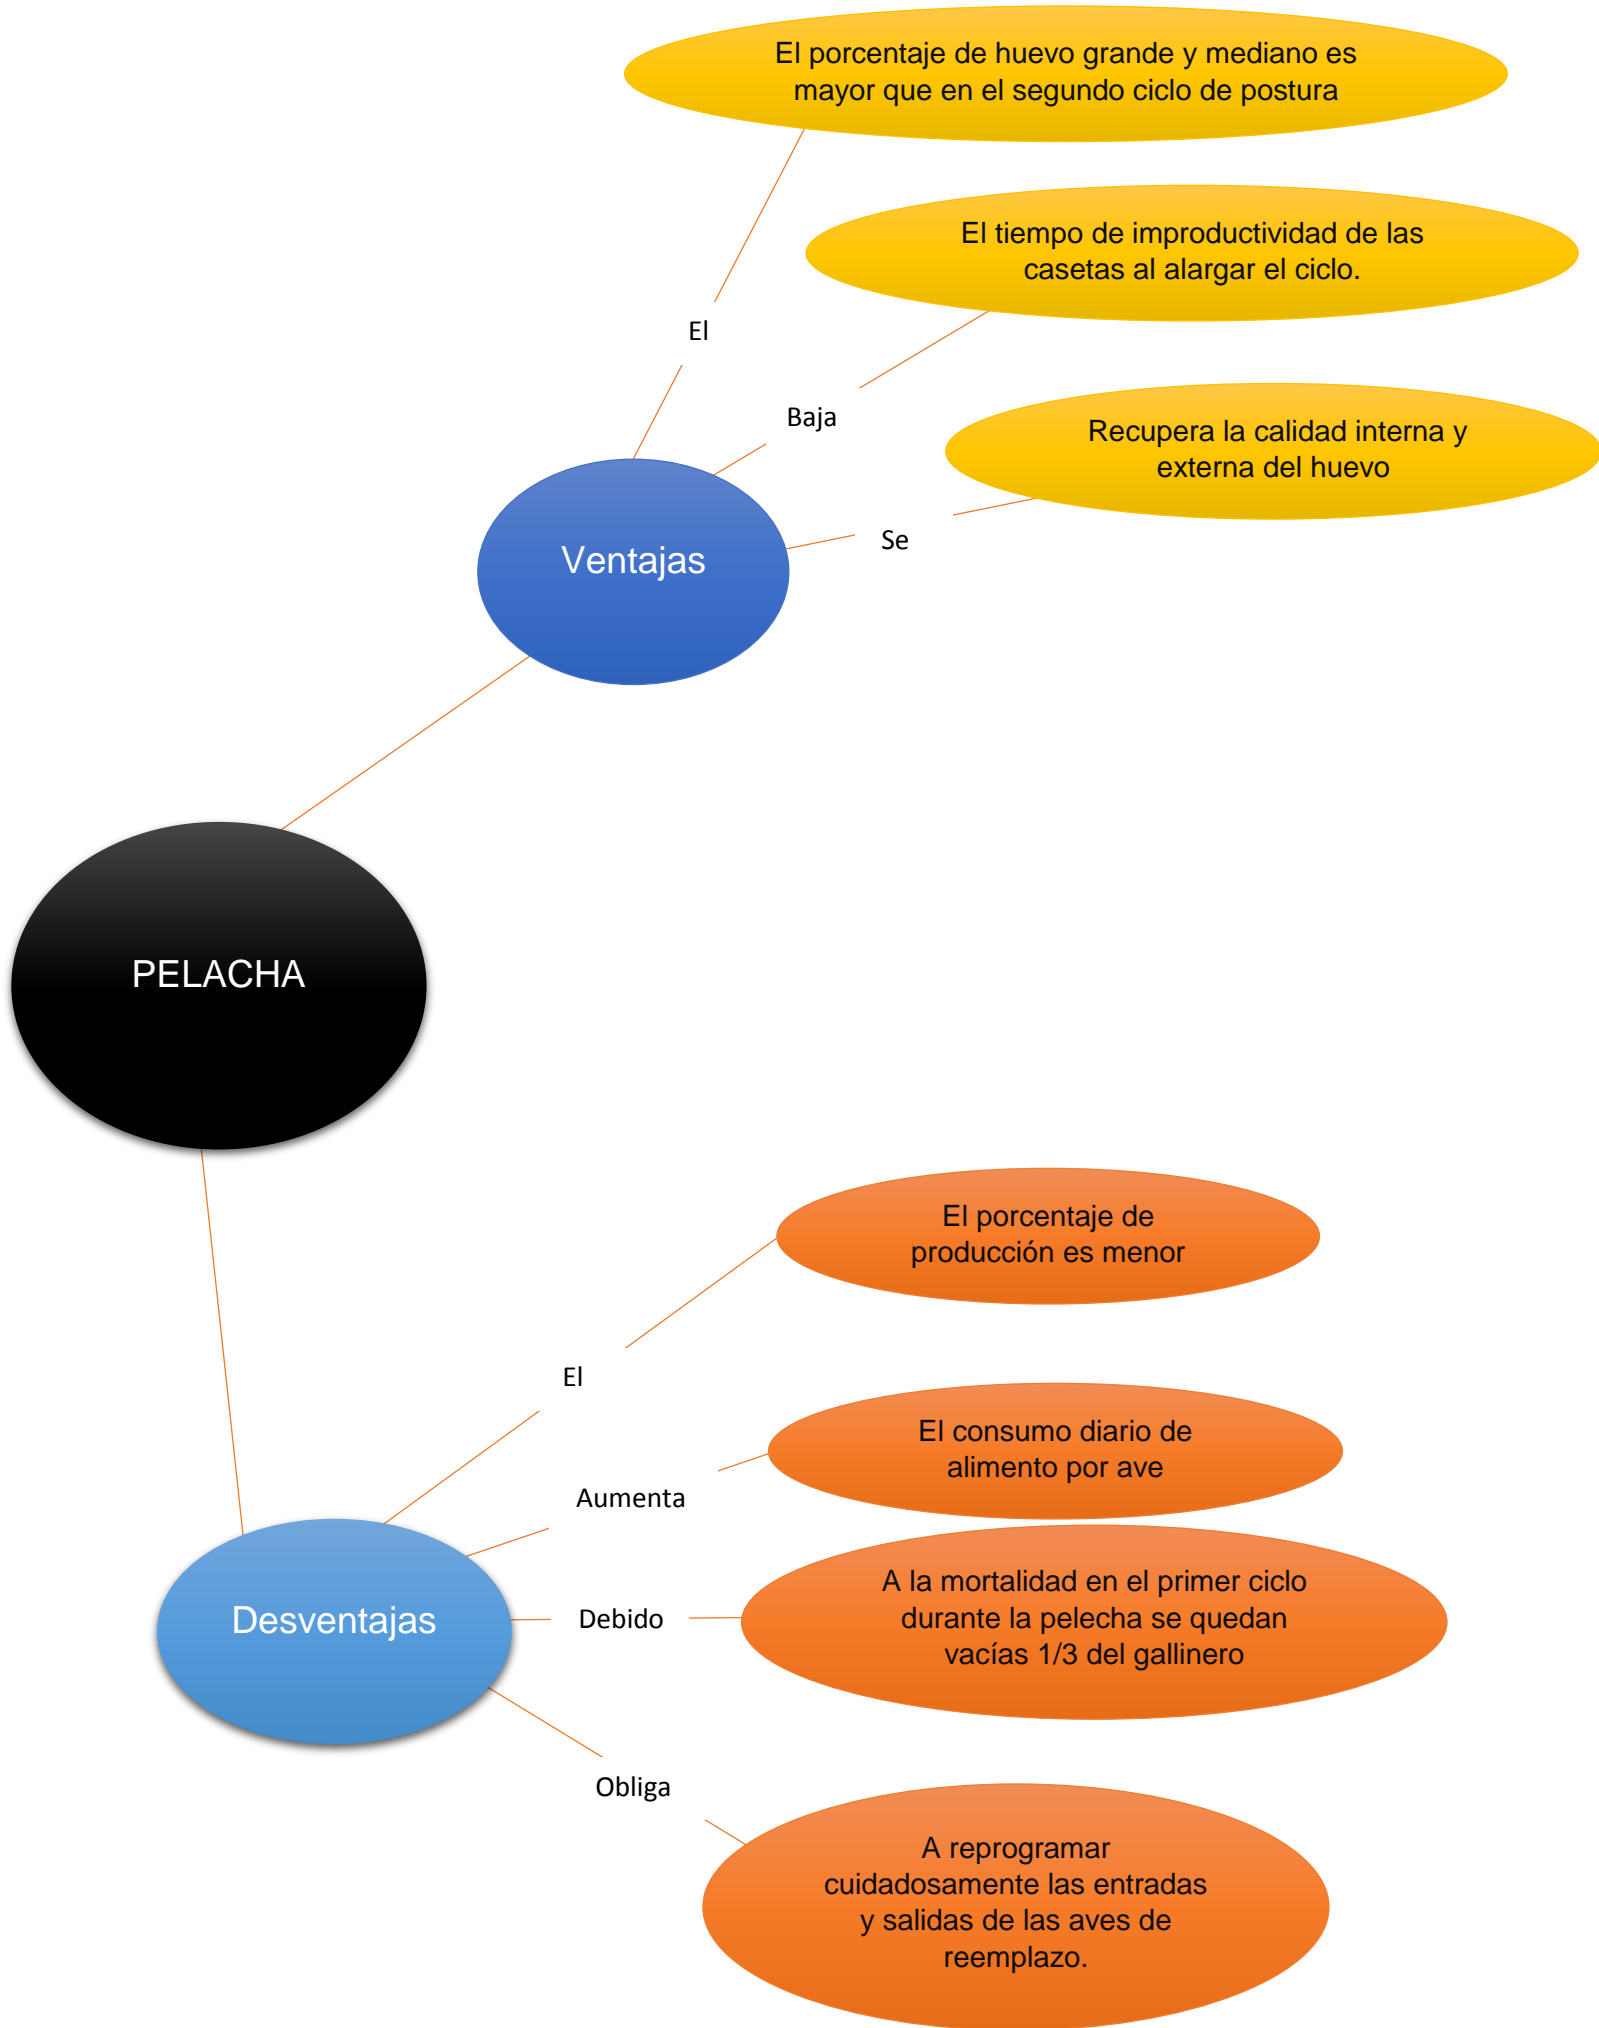 El porcentaje de huevo grande y mediano es
mayor que en el segundo ciclo de postura
El tiempo de improductividad de las
casetas al alargar el ciclo.
El
Baja
Recupera la calidad interna y
externa del huevo
Se
Ventajas
PELACHA
El porcentaje de
producción es menor
El
El consumo diario de
alimento por ave
Aumenta
A la mortalidad en el primer ciclo
durante la pelecha se quedan
vacías 1/3 del gallinero
Debido
Desventajas
Obliga
A reprogramar
cuidadosamente las entradas
y salidas de las aves de
reemplazo.